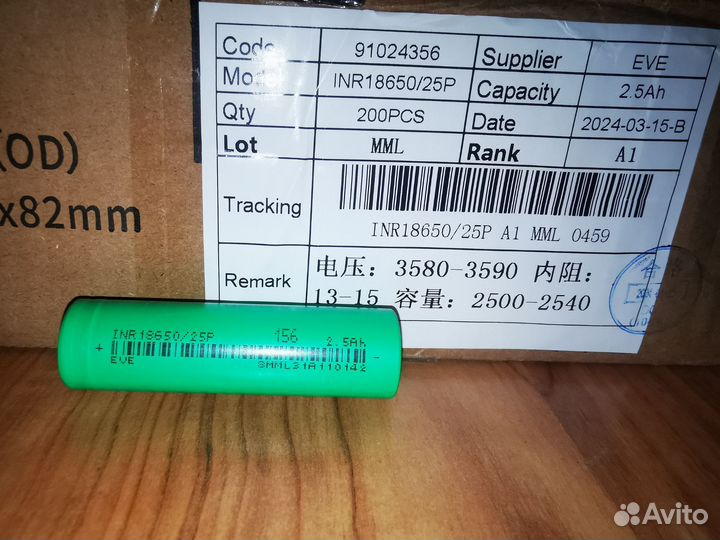 Code 91024356 Supplier EVE
INR18650/25P Capacity 2.5Ah
Qty 200PCS Date 2024-03-15-B
Lot MML Rank A1
(OD)
x82mm
Tracking
INR18650/25P A1 MML 0459
Remark 电压: 3580-3590 内阻:
13-15 容量: 2500-2540
INR18650/25P 156 2.5Ah
+ -
EVE 8MML31A110142
Avito